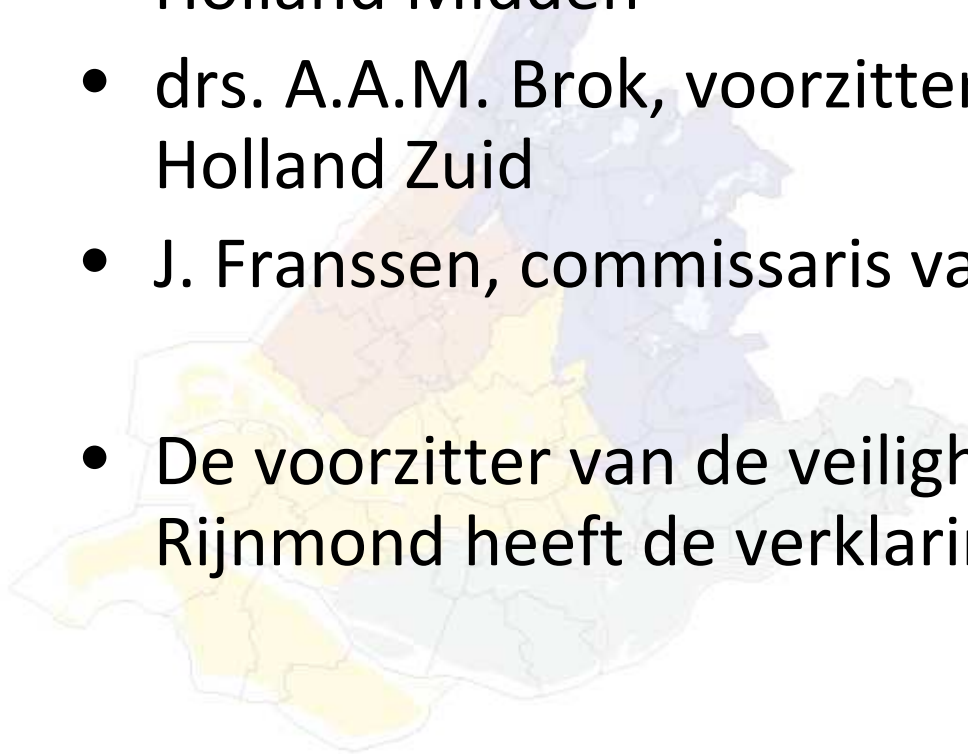 Holland Midden
• drs. A.A.M. Brok, voorzitter
Holland Zuid
• J. Franssen, commissaris va
• De voorzitter van de veiligh
Rijnmond heeft de verklarin